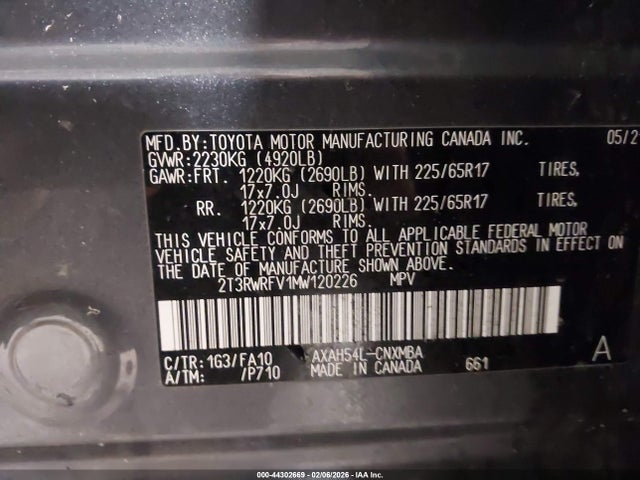 MFD.BY:TOYOTA MOTOR MANUFACTURING CANADA INC. 05/2
GVWR:2230KG (4920LB)
GAWR:FRT. 1220KG (2690LB) WITH 225/65R17 TIRES,
17x7.0J RIMS.
RR. 1220KG (2690LB) WITH 225/65R17 TIRES,
17x7.0J RIMS.
THIS VEHICLE CONFORMS TO ALL APPLICABLE FEDERAL MOTOR
VEHICLE SAFETY AND THEFT PREVENTION STANDARDS IN EFFECT ON
THE DATE OF MANUFACTURE SHOWN ABOVE.
2T3RWRFV1MW120226 MPV
C/TR:1G3/FA10 AXAH54L-CNXMBA 661 A
A/TM: /P710 MADE IN CANADA
000-44302669 - 02/06/2026 - IAA Inc.